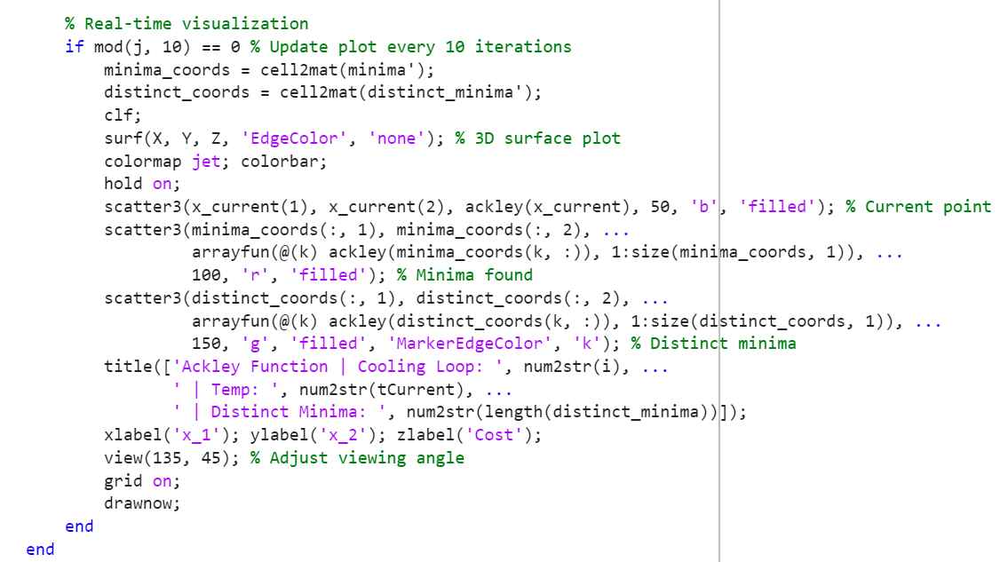 % Real-time visualization
if mod(j, 10) == 0 % Update plot every 10 iterations
minima_coords = cell2mat(minima');
distinct_coords = cell2mat(distinct_minima');
clf;
surf(X, Y, Z, 'EdgeColor', 'none'); % 3D surface plot
colormap jet; colorbar;
hold on;
scatter3(x_current(1), x_current(2), ackley(x_current), 50, 'b', 'filled'); % Current point
scatter3(minima_coords(:, 1), minima_coords(:, 2), ...
arrayfun(@(k) ackley(minima_coords(k, :)), 1:size(minima_coords, 1)), ...
100, 'r', 'filled'); % Minima found
scatter3(distinct_coords(:, 1), distinct_coords(:, 2), ...
arrayfun(@(k) ackley(distinct_coords(k, :)), 1:size(distinct_coords, 1)), ...
150, 'g', 'filled', 'MarkerEdgeColor', 'k'); % Distinct minima
title(['Ackley Function | Cooling Loop: ', num2str(i), ...
' | Temp: ', num2str(tCurrent), ...
' | Distinct Minima: ', num2str(length(distinct_minima))]);
xlabel('x_1'); ylabel('x_2'); zlabel('Cost');
view(135, 45); % Adjust viewing angle
grid on;
drawnow;
end
end